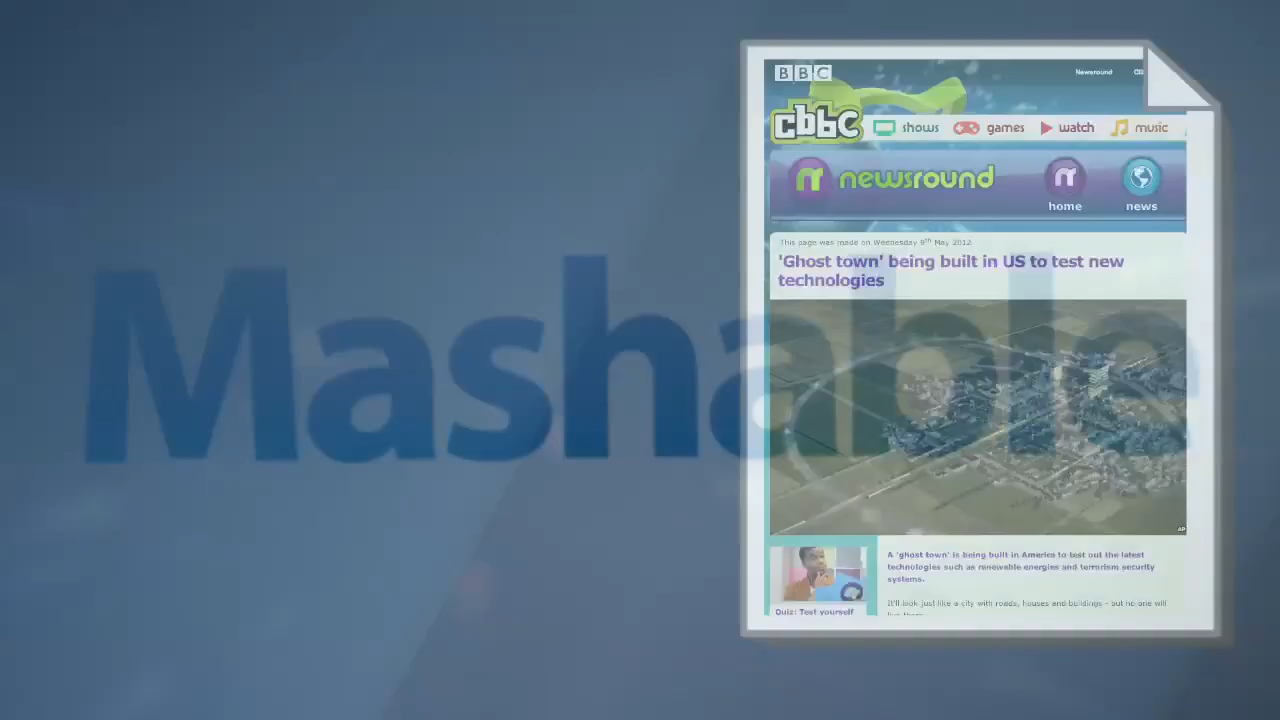 Mashable
BBC
Newsround
cbbc
shows
games
watch
music
newsround
home
news
This page was made on Wednesday 9th May 2012
'Ghost town' being built in US to test new
technologies
AP
A 'ghost town' is being built in America to test out the latest
technologies such as renewable energies and terrorism security
systems.
It'll look just like a city with roads, houses and buildings - but no one will
Quiz: Test yourself